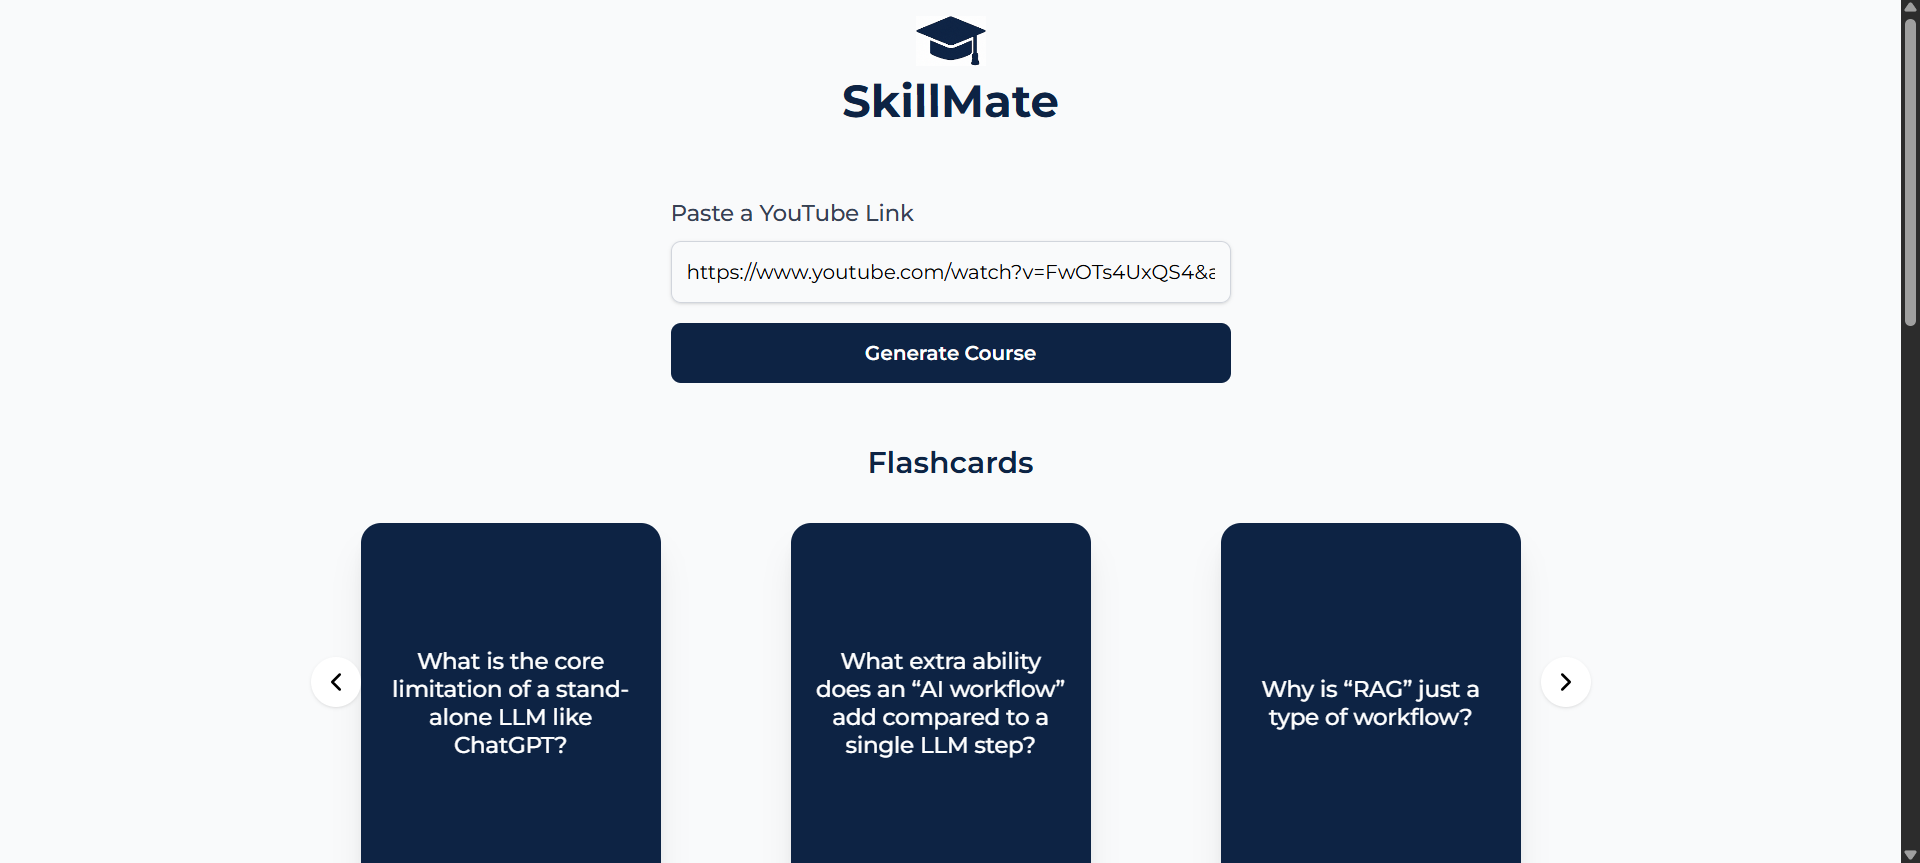 SkillMate
Paste a YouTube Link
https://www.youtube.com/watch?v=FwOTs4UxQS4&a
Generate Course
Flashcards
What is the core
limitation of a stand-
alone LLM like
ChatGPT?
What extra ability
does an “AI workflow”
add compared to a
single LLM step?
Why is “RAG” just a
type of workflow?